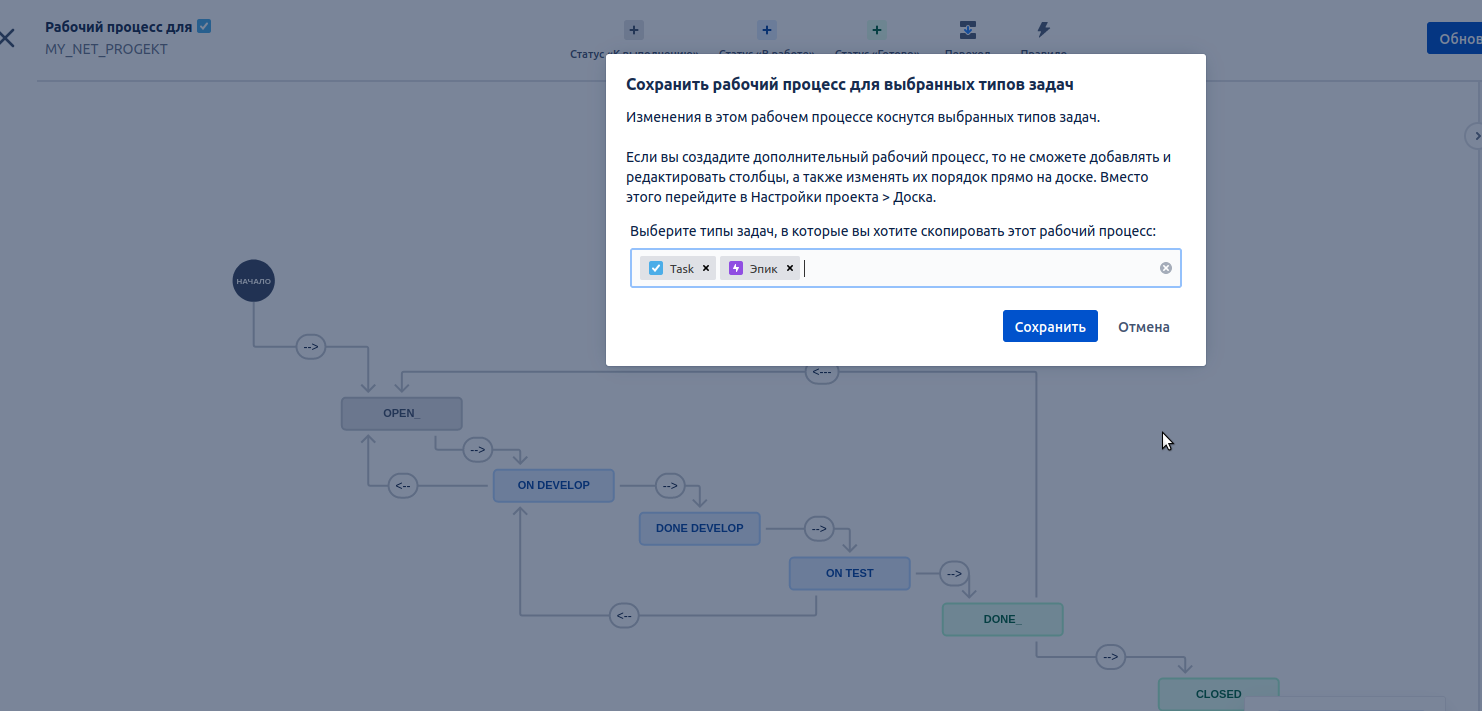 Рабочий процесс для
MY_NET_PROGEKT
Статус «К выполнению»
Статус «В работе»
Статус «Готово»
Переход
Правило
Обнов
Сохранить рабочий процесс для выбранных типов задач
Изменения в этом рабочем процессе коснутся выбранных типов задач.
Если вы создадите дополнительный рабочий процесс, то не сможете добавлять и
редактировать столбцы, а также изменять их порядок прямо на доске. Вместо
этого перейдите в Настройки проекта > Доска.
Выберите типы задач, в которые вы хотите скопировать этот рабочий процесс:
Task
Эпик
Сохранить
Отмена
НАЧАЛО
-->
<---
OPEN_
-->
<--
ON DEVELOP
-->
DONE DEVELOP
-->
ON TEST
-->
<--
DONE_
-->
CLOSED